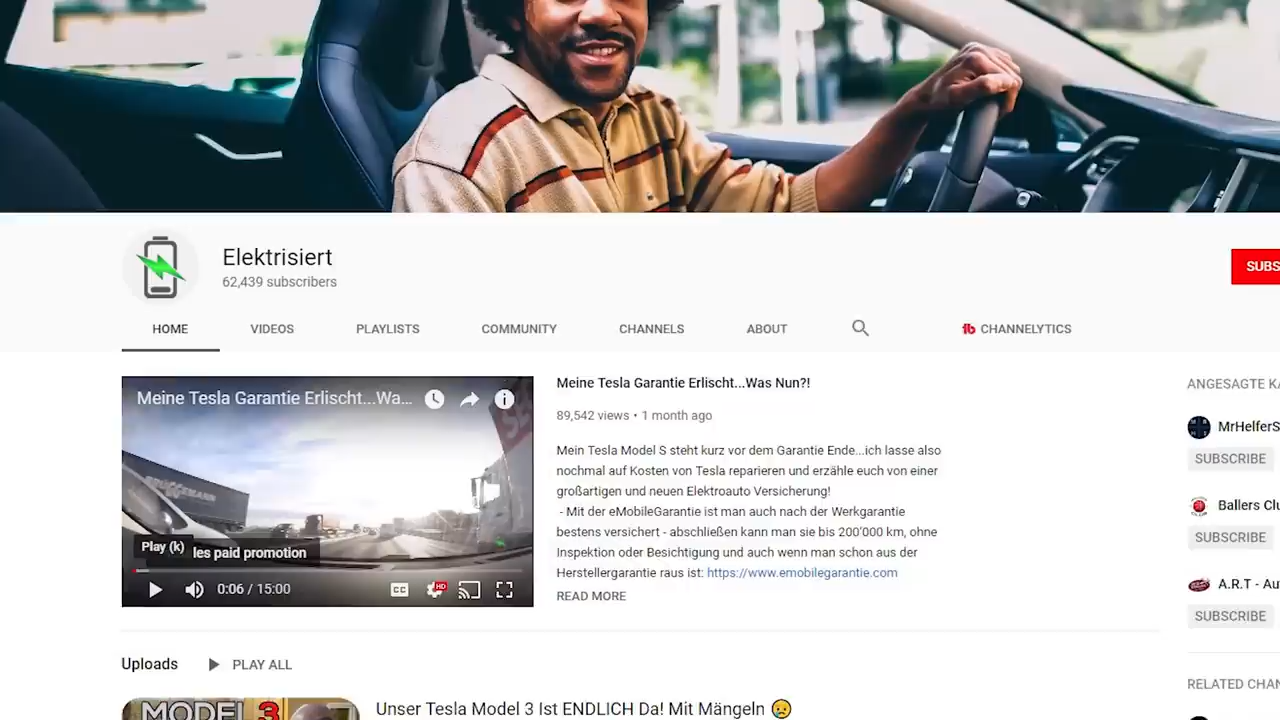 Elektrisiert
62,439 subscribers
SUBS
HOME VIDEOS PLAYLISTS COMMUNITY CHANNELS ABOUT CHANNELYTICS
Meine Tesla Garantie Erlischt...Wa...
Play (k)
les paid promotion
0:06 / 15:00
CC
HD
Meine Tesla Garantie Erlischt...Was Nun?!
89,542 views • 1 month ago
Mein Tesla Model S steht kurz vor dem Garantie Ende...ich lasse also
nochmal auf Kosten von Tesla reparieren und erzähle euch von einer
großartigen und neuen Elektroauto Versicherung!
- Mit der eMobileGarantie ist man auch nach der Werkgarantie
bestens versichert - abschließen kann man sie bis 200'000 km, ohne
Inspektion oder Besichtigung und auch wenn man schon aus der
Herstellergarantie raus ist: https://www.emobilegarantie.com
READ MORE
ANGESAGTE KA
MrHelferS
SUBSCRIBE
Ballers Clu
SUBSCRIBE
A.R.T - Au
SUBSCRIBE
RELATED CHAN
Uploads PLAY ALL
MODEL 3
Unser Tesla Model 3 Ist ENDLICH Da! Mit Mängeln 😥